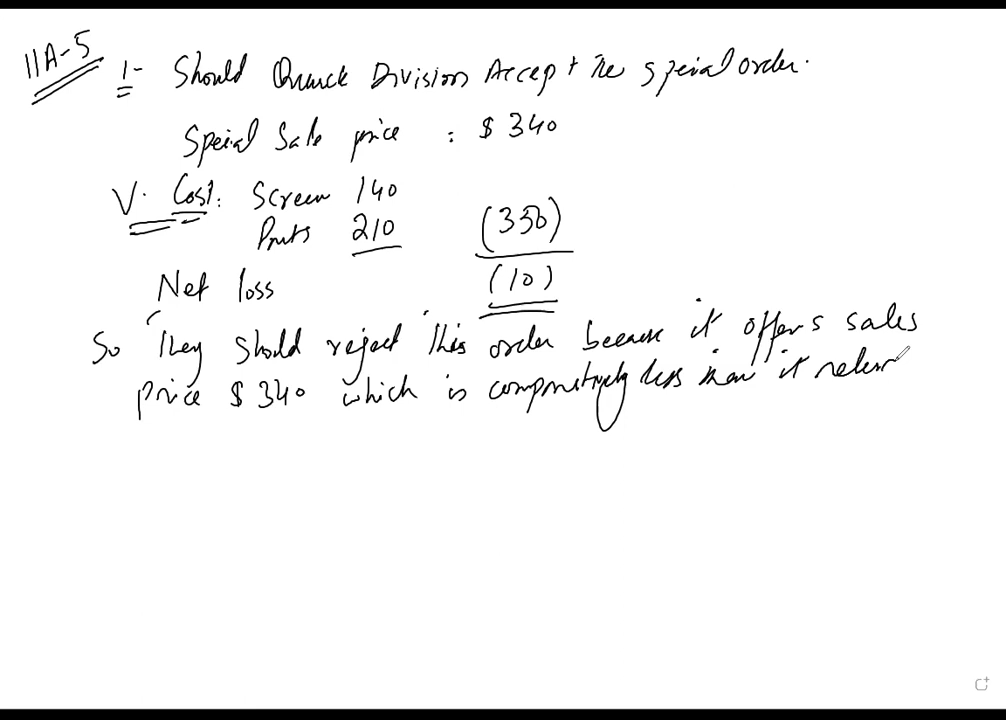 11A-5
1- Should Quark Division Accept the special order.
Special Sale price : $ 340
V. Cost: Screen 140
Parts 210 (350)
Net loss (10)
So They should reject This order because it offers sales
price $ 340 which is comparatively less than it